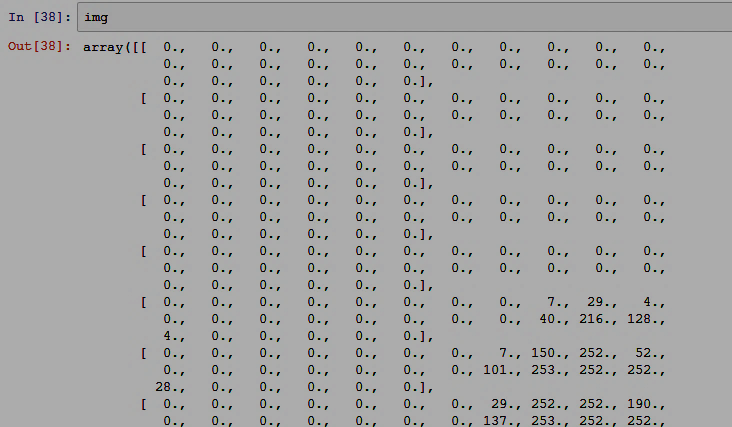 In [38]: img
Out[38]: array([[  0.,   0.,   0.,   0.,   0.,   0.,   0.,   0.,   0.,   0.,   0.,
0.,   0.,   0.,   0.,   0.,   0.,   0.,   0.,   0.,   0.,   0.,
0.,   0.,   0.,   0.,   0.,   0.],
[  0.,   0.,   0.,   0.,   0.,   0.,   0.,   0.,   0.,   0.,   0.,
0.,   0.,   0.,   0.,   0.,   0.,   0.,   0.,   0.,   0.,   0.,
0.,   0.,   0.,   0.,   0.,   0.],
[  0.,   0.,   0.,   0.,   0.,   0.,   0.,   0.,   0.,   0.,   0.,
0.,   0.,   0.,   0.,   0.,   0.,   0.,   0.,   0.,   0.,   0.,
0.,   0.,   0.,   0.,   0.,   0.],
[  0.,   0.,   0.,   0.,   0.,   0.,   0.,   0.,   0.,   0.,   0.,
0.,   0.,   0.,   0.,   0.,   0.,   0.,   0.,   0.,   0.,   0.,
0.,   0.,   0.,   0.,   0.,   0.],
[  0.,   0.,   0.,   0.,   0.,   0.,   0.,   0.,   0.,   0.,   0.,
0.,   0.,   0.,   0.,   0.,   0.,   0.,   0.,   0.,   0.,   0.,
0.,   0.,   0.,   0.,   0.,   0.],
[  0.,   0.,   0.,   0.,   0.,   0.,   0.,   0.,   7.,  29.,   4.,
0.,   0.,   0.,   0.,   0.,   0.,   0.,   0.,  40., 216., 128.,
4.,   0.,   0.,   0.,   0.,   0.],
[  0.,   0.,   0.,   0.,   0.,   0.,   0.,   7., 150., 252.,  52.,
0.,   0.,   0.,   0.,   0.,   0.,   0., 101., 253., 252., 252.,
28.,   0.,   0.,   0.,   0.,   0.],
[  0.,   0.,   0.,   0.,   0.,   0.,   0.,  29., 252., 252., 190.,
0.,   0.,   0.,   0.,   0.,   0.,   0., 137., 253., 252., 252.,